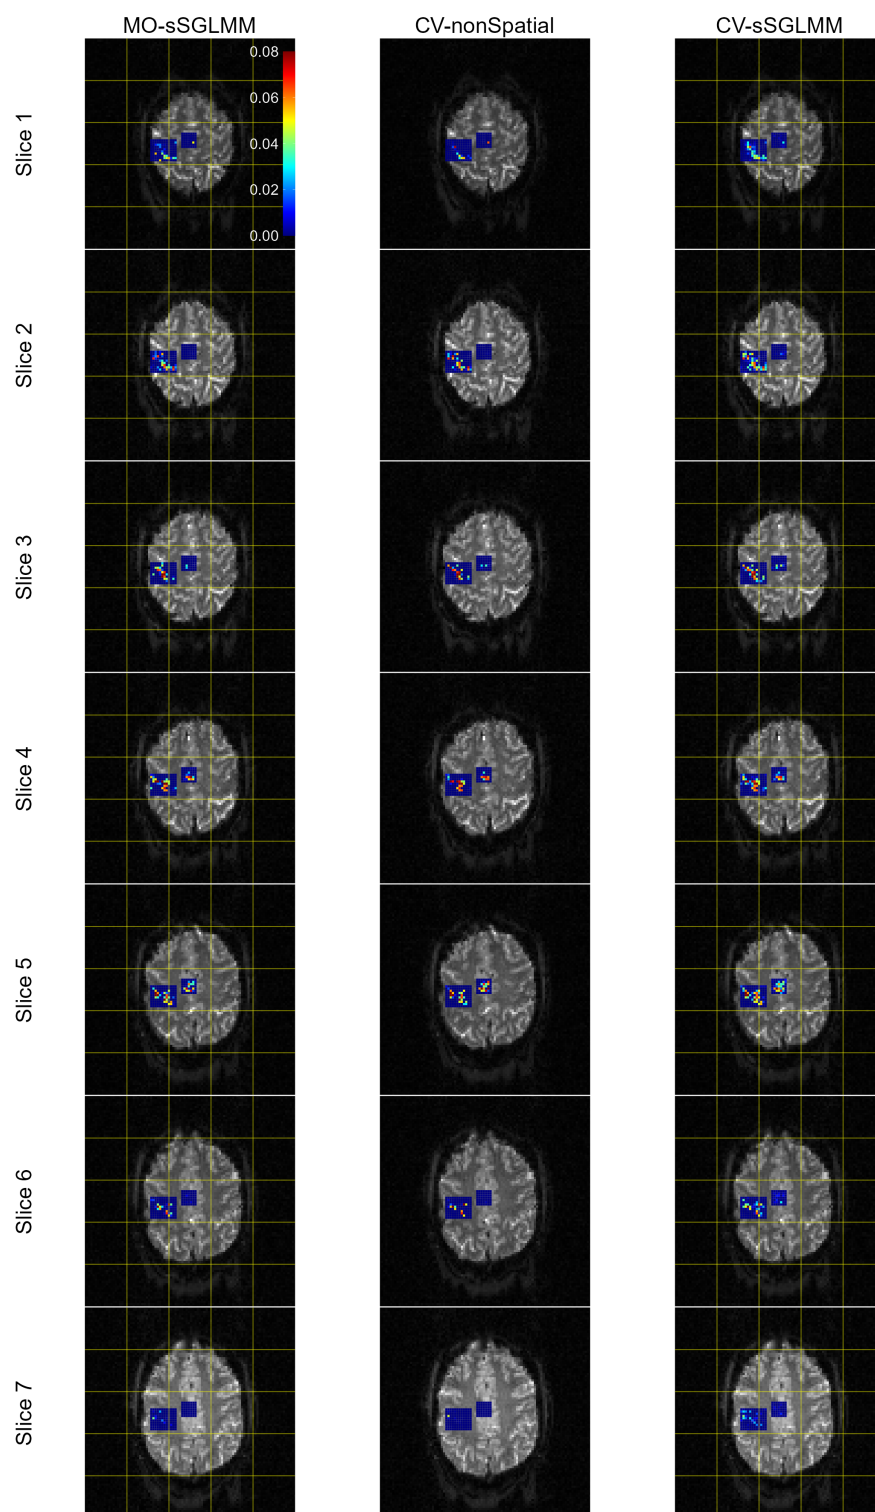 MO-sSGLMM CV-nonSpatial CV-sSGLMM
0.08
0.06
0.04
0.02
0.00
Slice 1
Slice 2
Slice 3
Slice 4
Slice 5
Slice 6
Slice 7